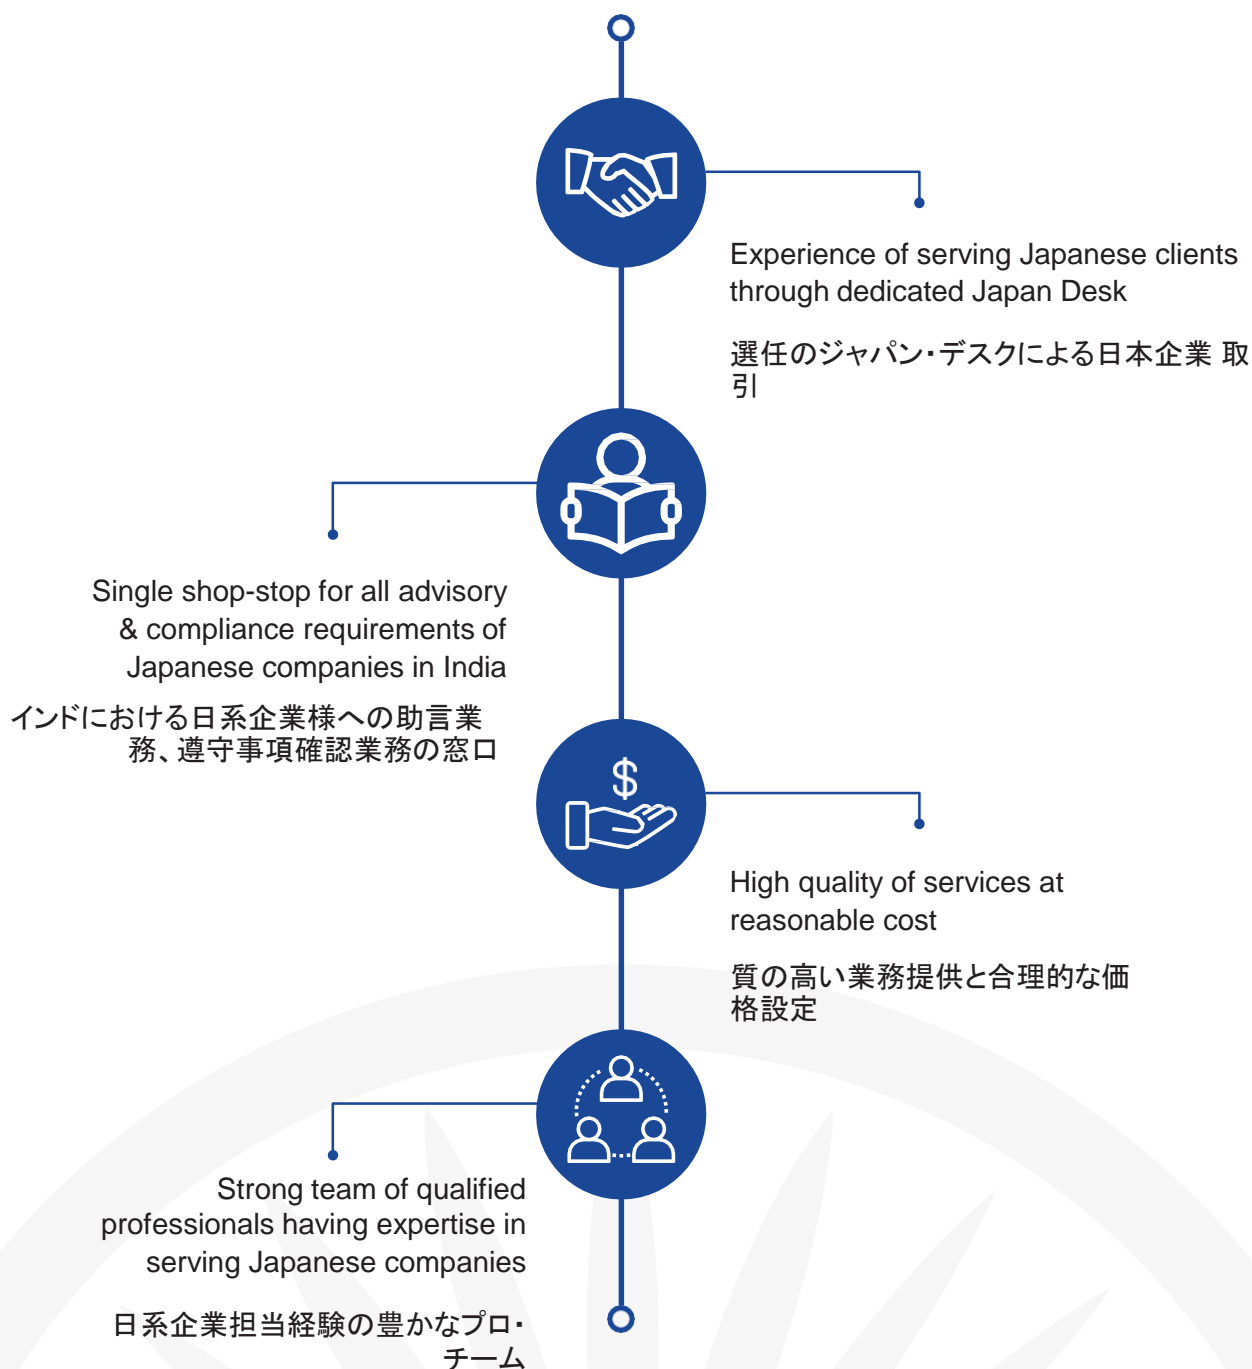 Experience of serving Japanese clients
through dedicated Japan Desk
選任のジャパン・デスクによる日本企業 取
引
Single shop-stop for all advisory
& compliance requirements of
Japanese companies in India
インドにおける日系企業様への助言業
務、遵守事項確認業務の窓口
$
High quality of services at
reasonable cost
質の高い業務提供と合理的な価
格設定
Strong team of qualified
professionals having expertise in
serving Japanese companies
日系企業担当経験の豊かなプロ・
チーム